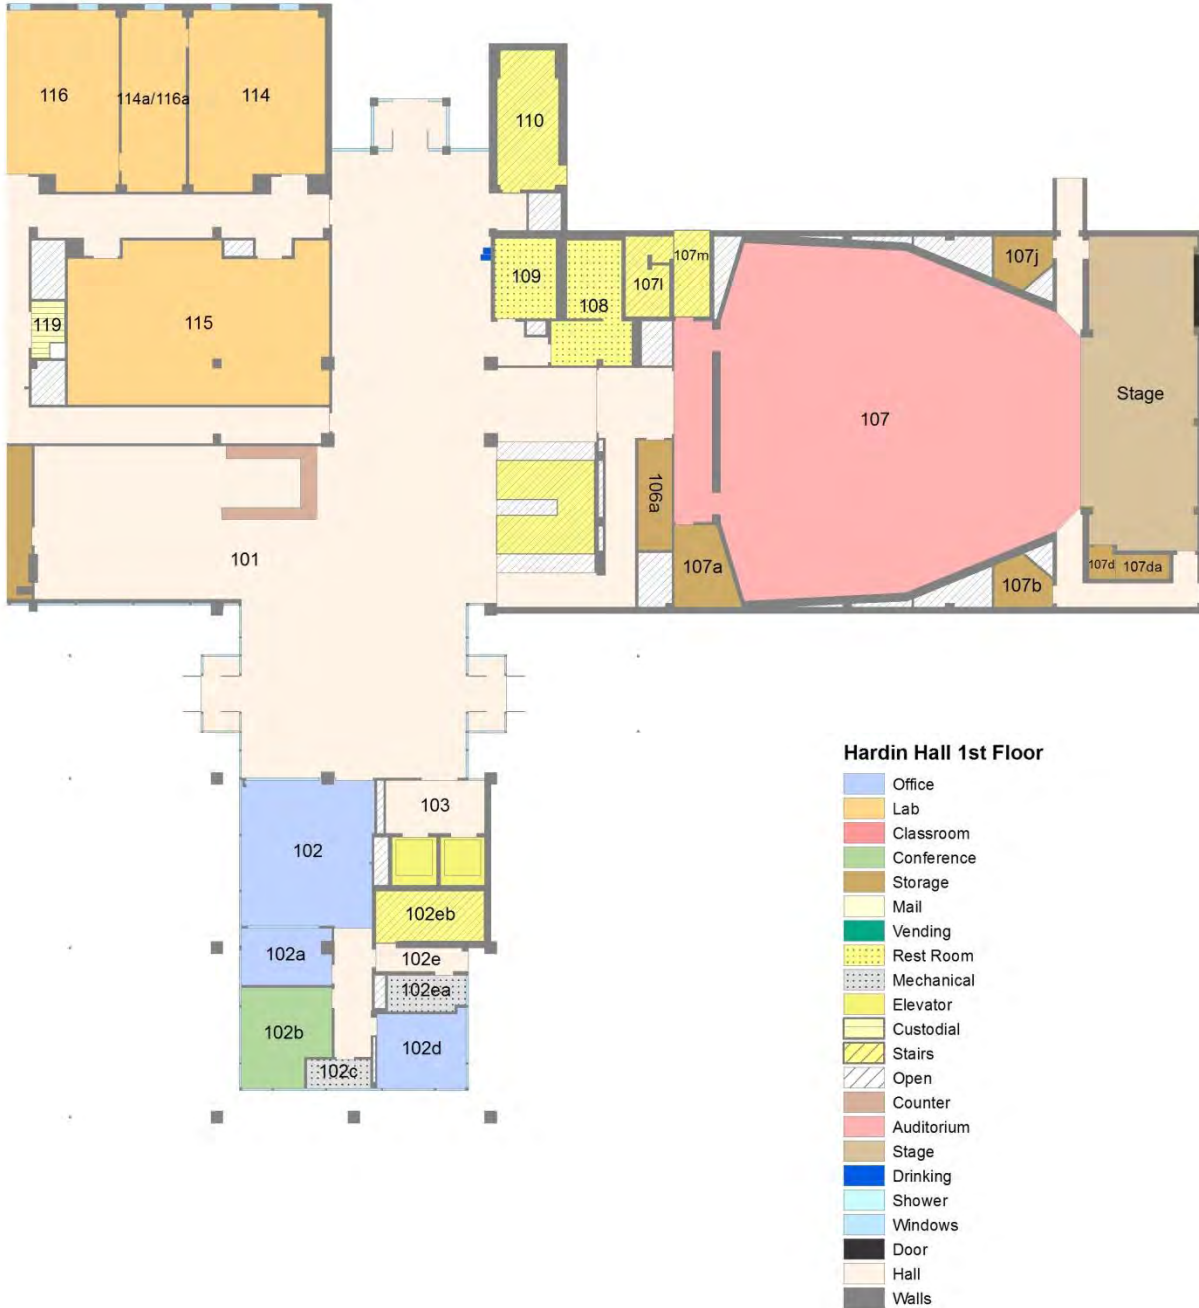 116
114a/116a
114
110
109
108
107l
107m
107j
119
115
107
Stage
106a
101
107a
107b
107d
107da
103
102
102eb
102a
102e
102ea
102b
102d
102c
Hardin Hall 1st Floor
Office
Lab
Classroom
Conference
Storage
Mail
Vending
Rest Room
Mechanical
Elevator
Custodial
Stairs
Open
Counter
Auditorium
Stage
Drinking
Shower
Windows
Door
Hall
Walls